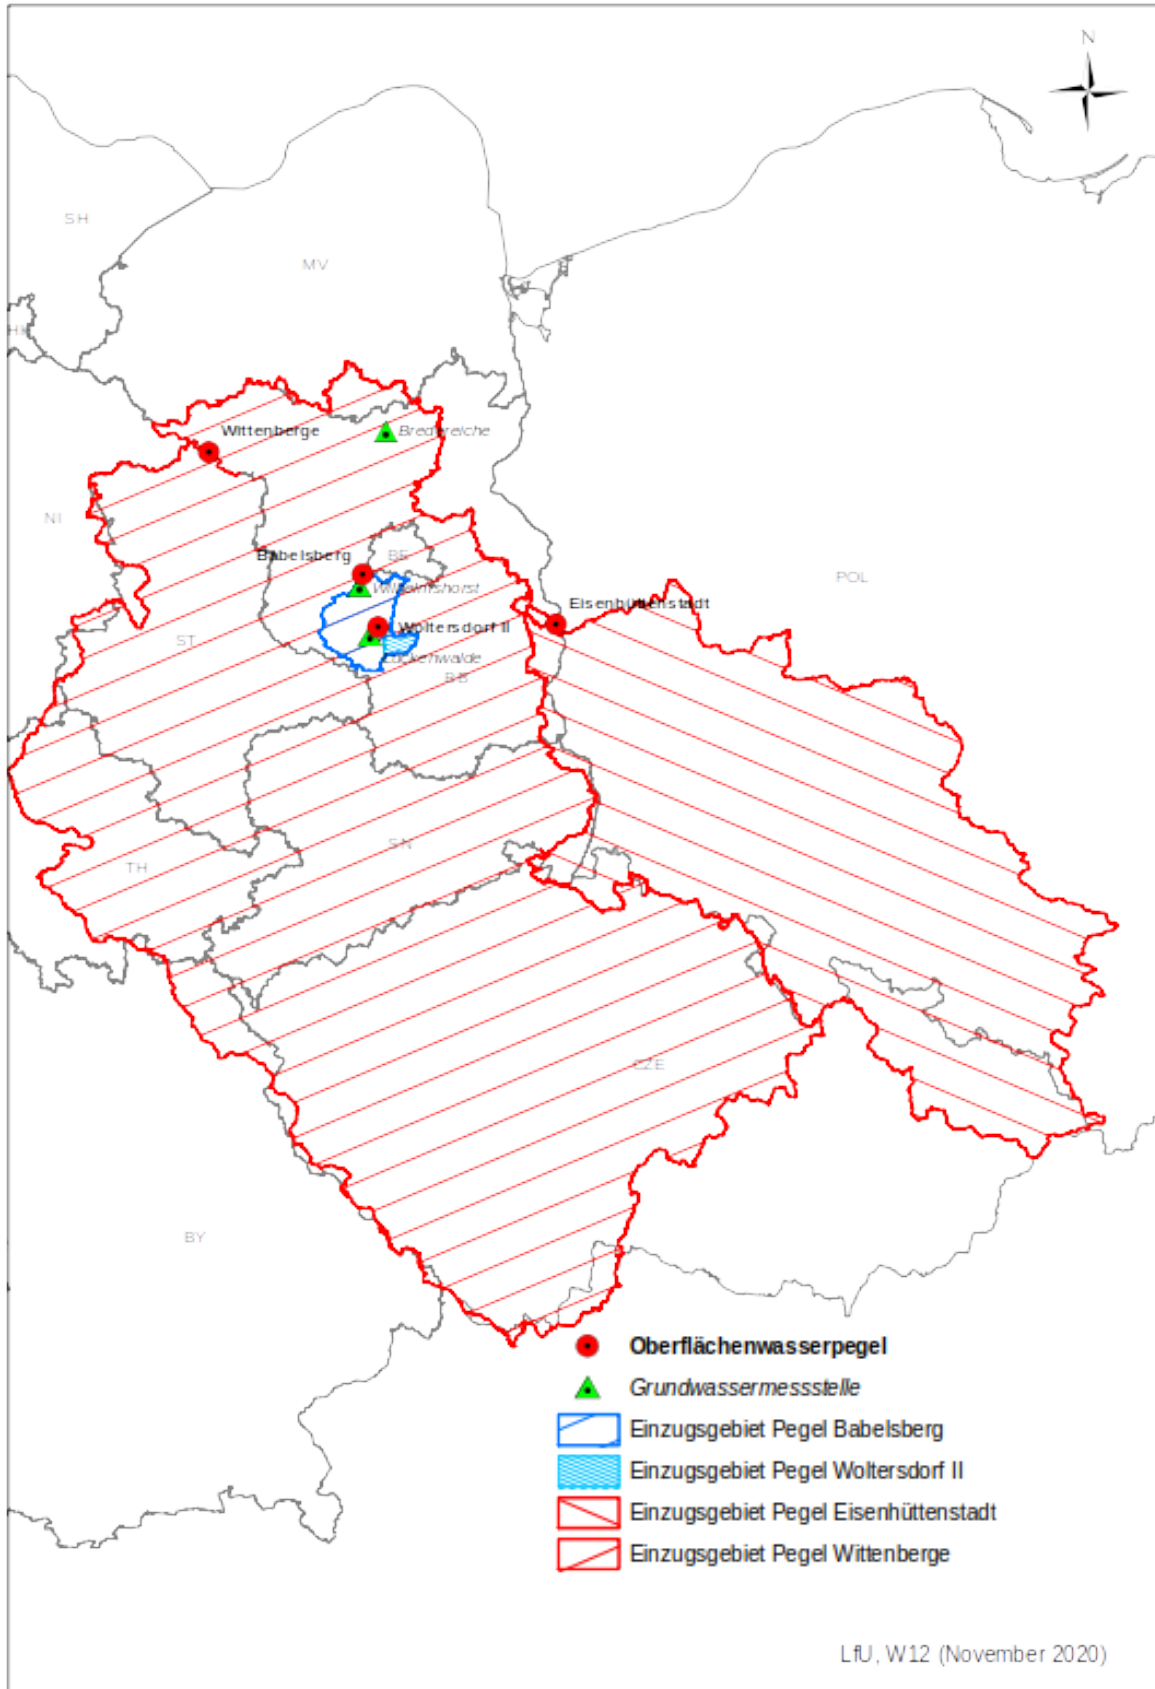 N
SH
MV
Wittenberge
Bredereiche
NI
BE
Babelsberg
POL
Wilhelmshorst
Eisenhüttenstadt
Woltersdorf II
ST
Luckenwalde
BB
SN
TH
CZE
BY
Oberflächenwasserpegel
Grundwassermessstelle
Einzugsgebiet Pegel Babelsberg
Einzugsgebiet Pegel Woltersdorf II
Einzugsgebiet Pegel Eisenhüttenstadt
Einzugsgebiet Pegel Wittenberge
LfU, W12 (November 2020)